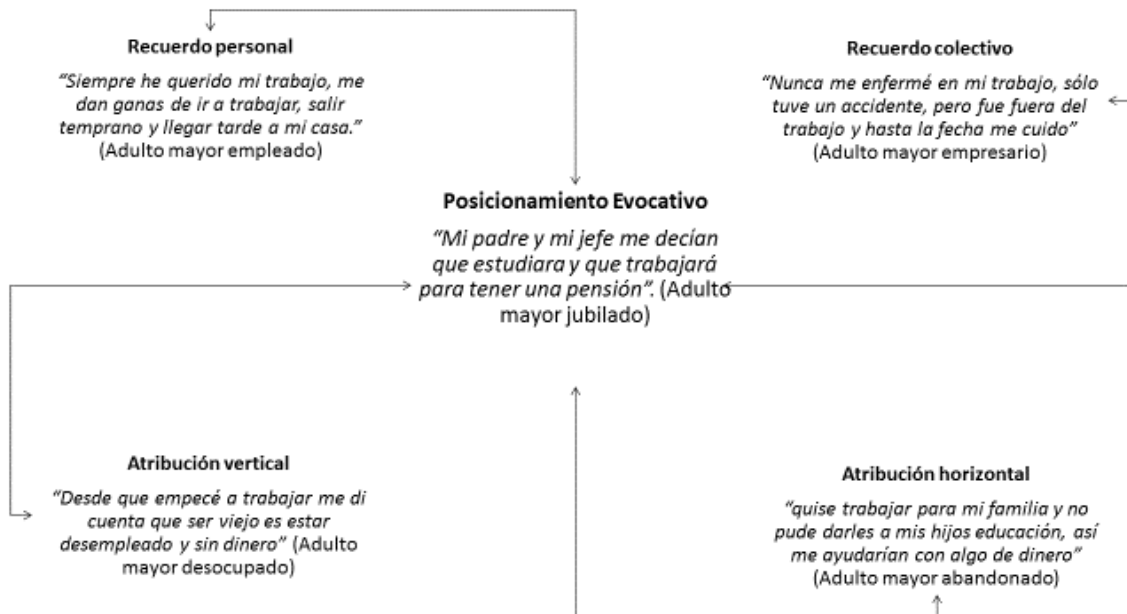 Recuerdo personal
“Siempre he querido mi trabajo, me
dan ganas de ir a trabajar, salir
temprano y llegar tarde a mi casa.”
(Adulto mayor empleado)
Recuerdo colectivo
“Nunca me enfermé en mi trabajo, sólo
tuve un accidente, pero fue fuera del
trabajo y hasta la fecha me cuido”
(Adulto mayor empresario)
Posicionamiento Evocativo
“Mi padre y mi jefe me decían
que estudiara y que trabajará
para tener una pensión”. (Adulto
mayor jubilado)
Atribución vertical
“Desde que empecé a trabajar me di
cuenta que ser viejo es estar
desempleado y sin dinero” (Adulto
mayor desocupado)
Atribución horizontal
“quise trabajar para mi familia y no
pude darles a mis hijos educación, así
me ayudarían con algo de dinero”
(Adulto mayor abandonado)